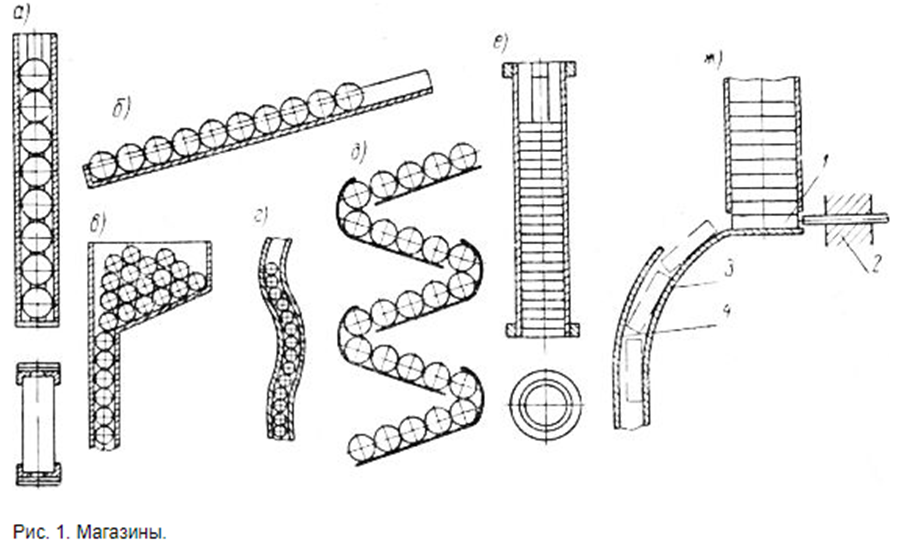 а)
б)
в)
г)
д)
е)
ж)
1
2
3
4
Рис. 1. Магазины.